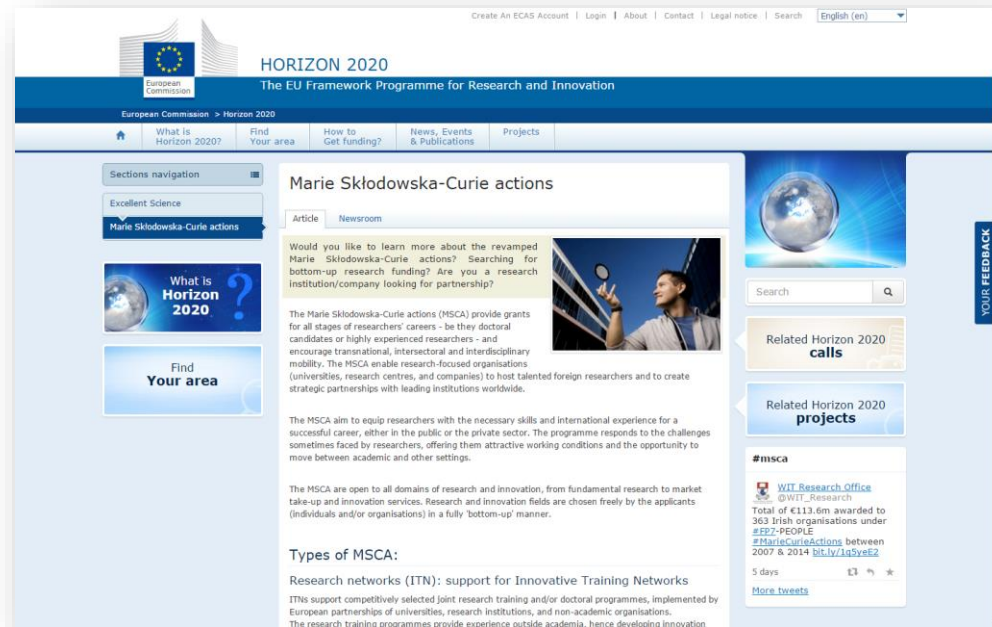 Create An ECAS Account | Login | About | Contact | Legal notice | Search
English (en)
European
Commission
HORIZON 2020
The EU Framework Programme for Research and Innovation
European Commission > Horizon 2020
What is
Horizon 2020?
Find
Your area
How to
Get funding?
News, Events
& Publications
Projects
Sections navigation
Excellent Science
Marie Skłodowska-Curie actions
What is
Horizon
2020
?
Find
Your area
Marie Skłodowska-Curie actions
Article
Newsroom
Would you like to learn more about the revamped
Marie Skłodowska-Curie actions? Searching for
bottom-up research funding? Are you a research
institution/company looking for partnership?
The Marie Skłodowska-Curie actions (MSCA) provide grants
for all stages of researchers' careers - be they doctoral
candidates or highly experienced researchers - and
encourage transnational, intersectoral and interdisciplinary
mobility. The MSCA enable research-focused organisations
(universities, research centres, and companies) to host talented foreign researchers and to create
strategic partnerships with leading institutions worldwide.
The MSCA aim to equip researchers with the necessary skills and international experience for a
successful career, either in the public or the private sector. The programme responds to the challenges
sometimes faced by researchers, offering them attractive working conditions and the opportunity to
move between academic and other settings.
The MSCA are open to all domains of research and innovation, from fundamental research to market
take-up and innovation services. Research and innovation fields are chosen freely by the applicants
(individuals and/or organisations) in a fully 'bottom-up' manner.
Types of MSCA:
Research networks (ITN): support for Innovative Training Networks
ITNs support competitively selected joint research training and/or doctoral programmes, implemented by
European partnerships of universities, research institutions, and non-academic organisations.
The research training programmes provide experience outside academia, hence developing innovation
Search
Related Horizon 2020
calls
Related Horizon 2020
projects
#msca
WIT Research Office
@WIT_Research
Total of €113.6m awarded to
363 Irish organisations under
#FP7-PEOPLE
#MarieCurieActions between
2007 & 2014 bit.ly/1q5yeE2
5 days
More tweets
YOUR FEEDBACK